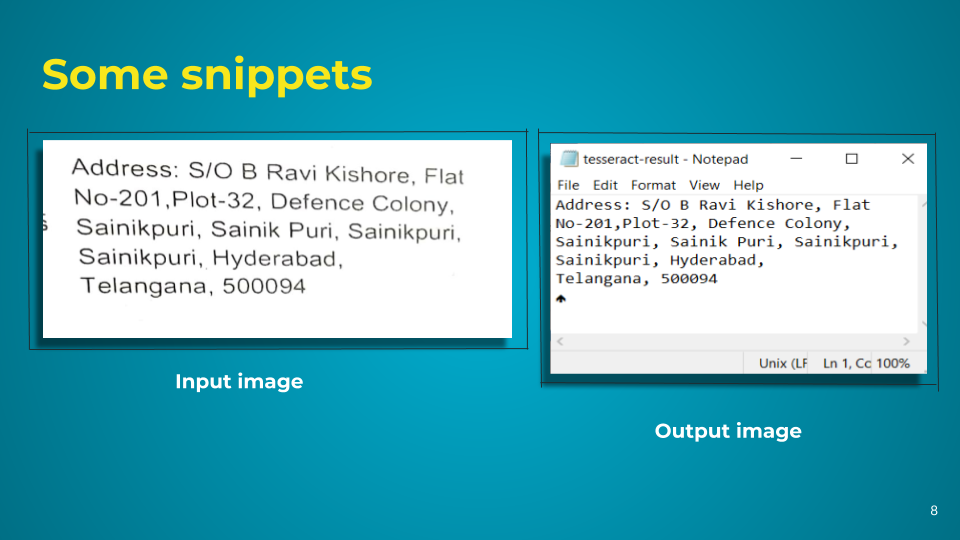 Some snippets
Address: S/O B Ravi Kishore, Flat
No-201,Plot-32, Defence Colony,
Sainikpuri, Sainik Puri, Sainikpuri,
Sainikpuri, Hyderabad,
Telangana, 500094
Input image
tesseract-result - Notepad
File Edit Format View Help
Address: S/O B Ravi Kishore, Flat
No-201,Plot-32, Defence Colony,
Sainikpuri, Sainik Puri, Sainikpuri,
Sainikpuri, Hyderabad,
Telangana, 500094
Unix (LF Ln 1, Cc 100%
Output image
8